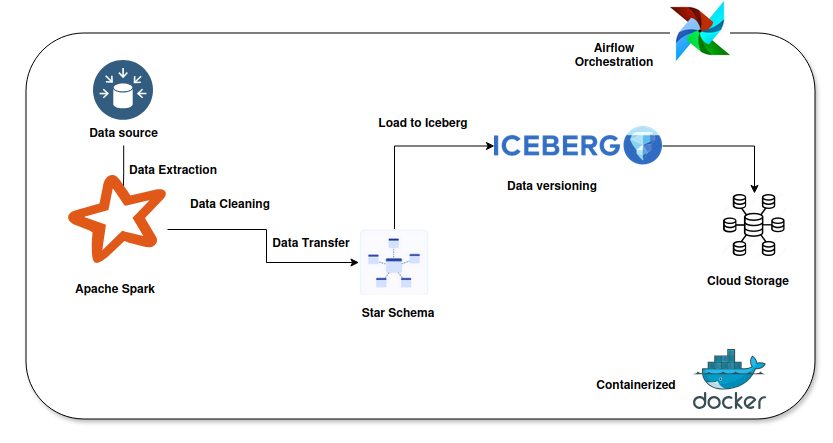 Airflow
Orchestration
Data source
Load to Iceberg
ICEBERG
Data Extraction
Data versioning
Data Cleaning
Data Transfer
Apache Spark
Cloud Storage
Star Schema
Containerized
docker